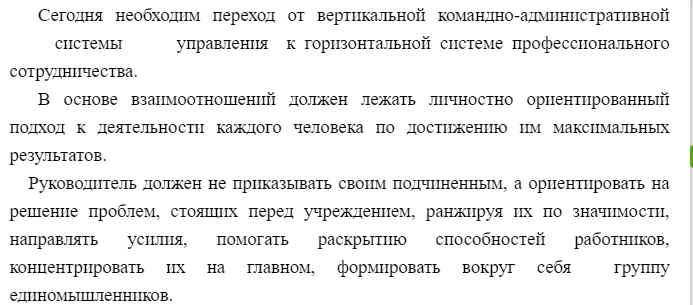 Сегодня необходим переход от вертикальной командно-административной
системы управления к горизонтальной системе профессионального
сотрудничества.
В основе взаимоотношений должен лежать личностно ориентированный
подход к деятельности каждого человека по достижению им максимальных
результатов.
Руководитель должен не приказывать своим подчиненным, а ориентировать на
решение проблем, стоящих перед учреждением, ранжируя их по значимости,
направлять усилия, помогать раскрытию способностей работников,
концентрировать их на главном, формировать вокруг себя группу
единомышленников.